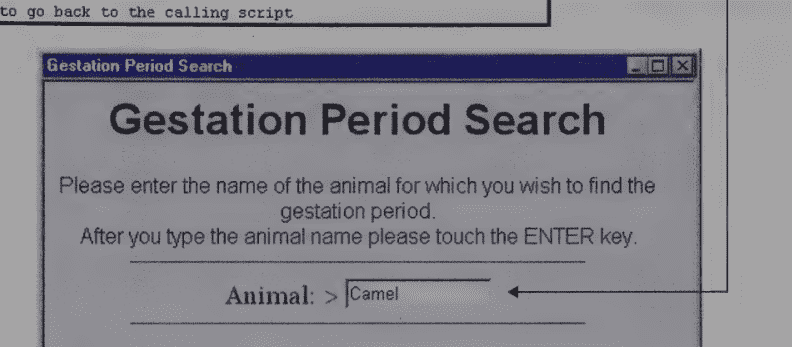 to go back to the calling script
Gestation Period Search
Gestation Period Search
Please enter the name of the animal for which you wish to find the
gestation period.
After you type the animal name please touch the ENTER key.
Animal: > Camel